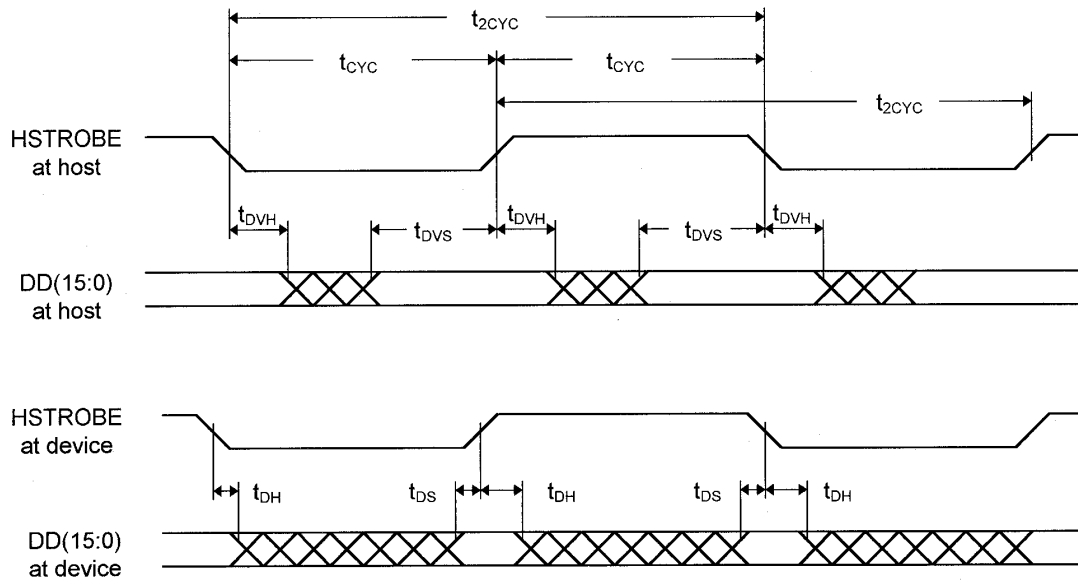 t2CYC
tCYC
tCYC
t2CYC
HSTROBE
at host
tDVH
tDVS
tDVH
tDVS
tDVH
DD(15:0)
at host
HSTROBE
at device
tDH
tDS
tDH
tDS
tDH
DD(15:0)
at device